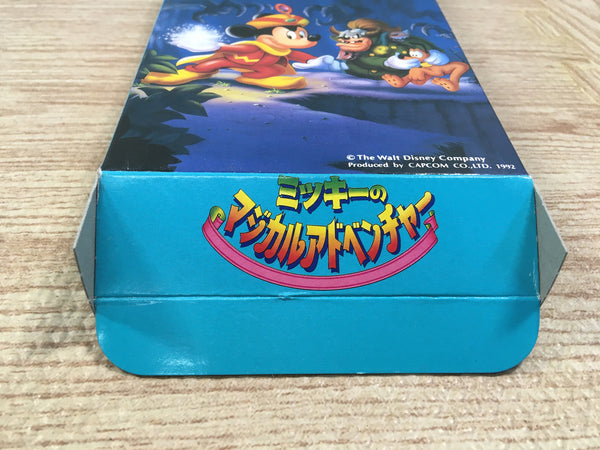 © The Walt Disney Company
Produced by CAPCOM CO.,LTD. 1992
ミッキーの
マジカルアドベンチャー